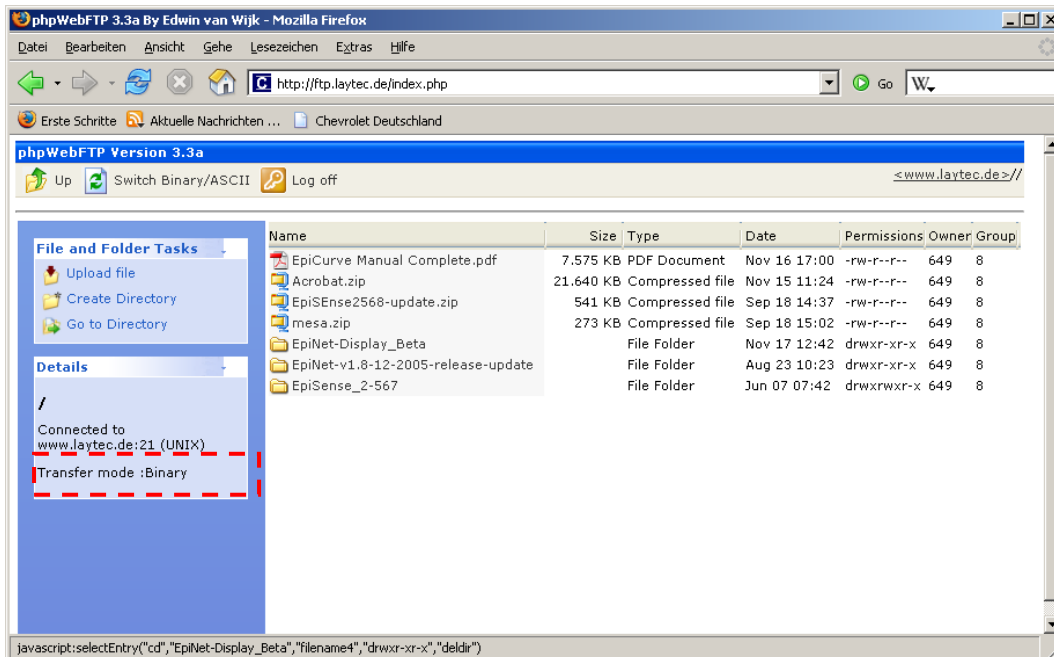 phpWebFTP 3.3a By Edwin van Wijk - Mozilla Firefox
Datei Bearbeiten Ansicht Gehe Lesezeichen Extras Hilfe
http://ftp.laytec.de/index.php Go W
Erste Schritte Aktuelle Nachrichten ... Chevrolet Deutschland
phpWebFTP Version 3.3a
Up Switch Binary/ASCII Log off <www.laytec.de>//
File and Folder Tasks
Upload file
Create Directory
Go to Directory
Details
/
Connected to
www.laytec.de:21 (UNIX)
Transfer mode :Binary
Name Size Type Date Permissions Owner Group
EpiCurve Manual Complete.pdf 7.575 KB PDF Document Nov 16 17:00 -rw-r--r-- 649 8
Acrobat.zip 21.640 KB Compressed file Nov 15 11:24 -rw-r--r-- 649 8
EpiSEnse2568-update.zip 541 KB Compressed file Sep 18 14:37 -rw-r--r-- 649 8
mesa.zip 273 KB Compressed file Sep 18 15:02 -rw-r--r-- 649 8
EpiNet-Display_Beta File Folder Nov 17 12:42 drwxr-xr-x 649 8
EpiNet-v1.8-12-2005-release-update File Folder Aug 23 10:23 drwxr-xr-x 649 8
EpiSense_2-567 File Folder Jun 07 07:42 drwxrwxr-x 649 8
javascript:selectEntry("cd","EpiNet-Display_Beta","filename4","drwxr-xr-x","deldir")